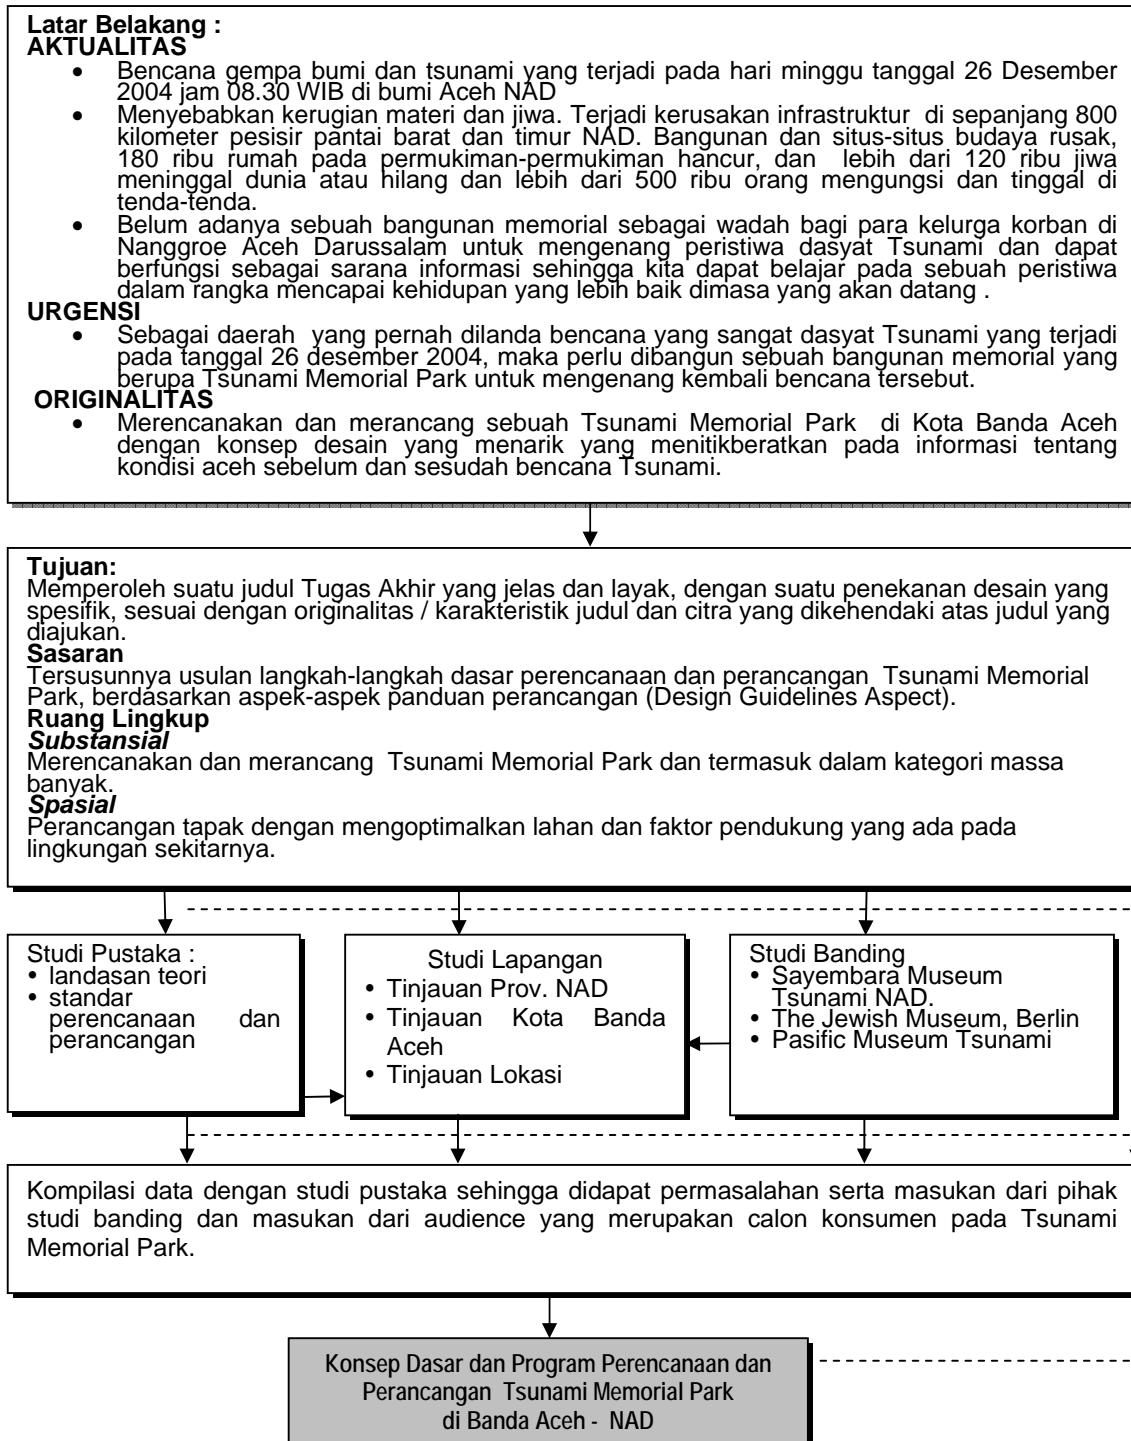 Latar Belakang :
AKTUALITAS
• Bencana gempa bumi dan tsunami yang terjadi pada hari minggu tanggal 26 Desember
2004 jam 08.30 WIB di bumi Aceh NAD
• Menyebabkan kerugian materi dan jiwa. Terjadi kerusakan infrastruktur di sepanjang 800
kilometer pesisir pantai barat dan timur NAD. Bangunan dan situs-situs budaya rusak,
180 ribu rumah pada permukiman-permukiman hancur, dan lebih dari 120 ribu jiwa
meninggal dunia atau hilang dan lebih dari 500 ribu orang mengungsi dan tinggal di
tenda-tenda.
• Belum adanya sebuah bangunan memorial sebagai wadah bagi para kelurga korban di
Nanggroe Aceh Darussalam untuk mengenang peristiwa dasyat Tsunami dan dapat
berfungsi sebagai sarana informasi sehingga kita dapat belajar pada sebuah peristiwa
dalam rangka mencapai kehidupan yang lebih baik dimasa yang akan datang .
URGENSI
• Sebagai daerah yang pernah dilanda bencana yang sangat dasyat Tsunami yang terjadi
pada tanggal 26 desember 2004, maka perlu dibangun sebuah bangunan memorial yang
berupa Tsunami Memorial Park untuk mengenang kembali bencana tersebut.
ORIGINALITAS
• Merencanakan dan merancang sebuah Tsunami Memorial Park di Kota Banda Aceh
dengan konsep desain yang menarik yang menitikberatkan pada informasi tentang
kondisi aceh sebelum dan sesudah bencana Tsunami.
Tujuan:
Memperoleh suatu judul Tugas Akhir yang jelas dan layak, dengan suatu penekanan desain yang
spesifik, sesuai dengan originalitas / karakteristik judul dan citra yang dikehendaki atas judul yang
diajukan.
Sasaran
Tersusunnya usulan langkah-langkah dasar perencanaan dan perancangan Tsunami Memorial
Park, berdasarkan aspek-aspek panduan perancangan (Design Guidelines Aspect).
Ruang Lingkup
Substansial
Merencanakan dan merancang Tsunami Memorial Park dan termasuk dalam kategori massa
banyak.
Spasial
Perancangan tapak dengan mengoptimalkan lahan dan faktor pendukung yang ada pada
lingkungan sekitarnya.
Studi Pustaka :
• landasan teori
• standar
perencanaan dan
perancangan
Studi Lapangan
• Tinjauan Prov. NAD
• Tinjauan Kota Banda
Aceh
• Tinjauan Lokasi
Studi Banding
• Sayembara Museum
Tsunami NAD.
• The Jewish Museum, Berlin
• Pasific Museum Tsunami
Kompilasi data dengan studi pustaka sehingga didapat permasalahan serta masukan dari pihak
studi banding dan masukan dari audience yang merupakan calon konsumen pada Tsunami
Memorial Park.
Konsep Dasar dan Program Perencanaan dan
Perancangan Tsunami Memorial Park
di Banda Aceh - NAD